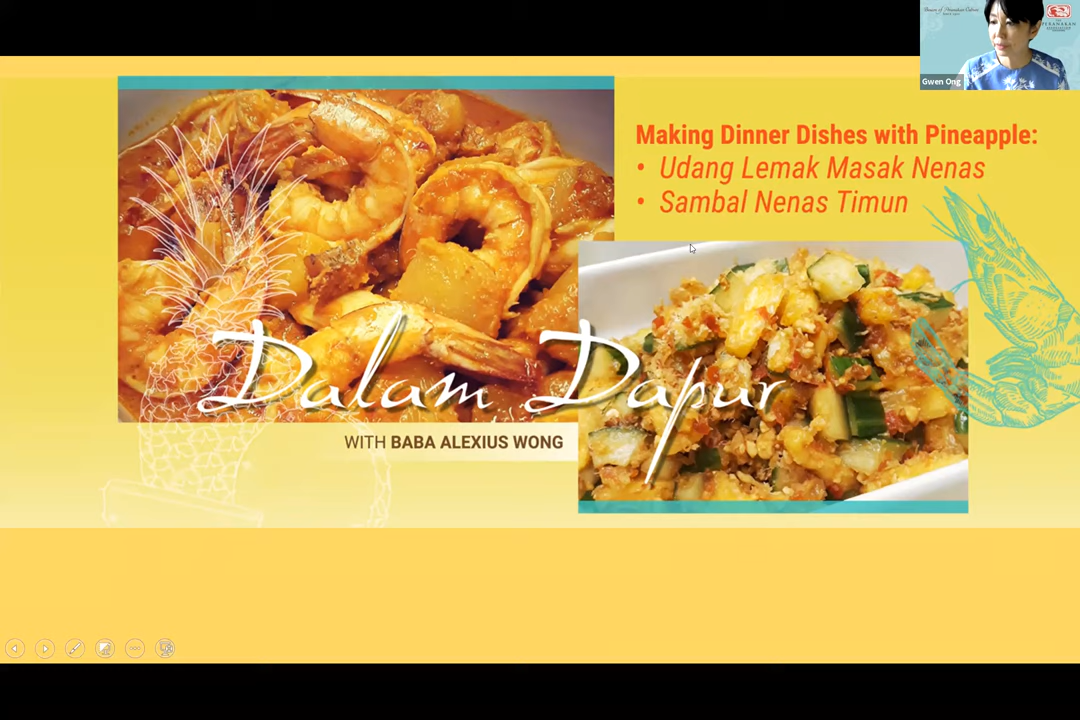 Making Dinner Dishes with Pineapple:
• Udang Lemak Masak Nenas
• Sambal Nenas Timun
Dalam Dapur
WITH BABA ALEXIUS WONG
Gwen Ong